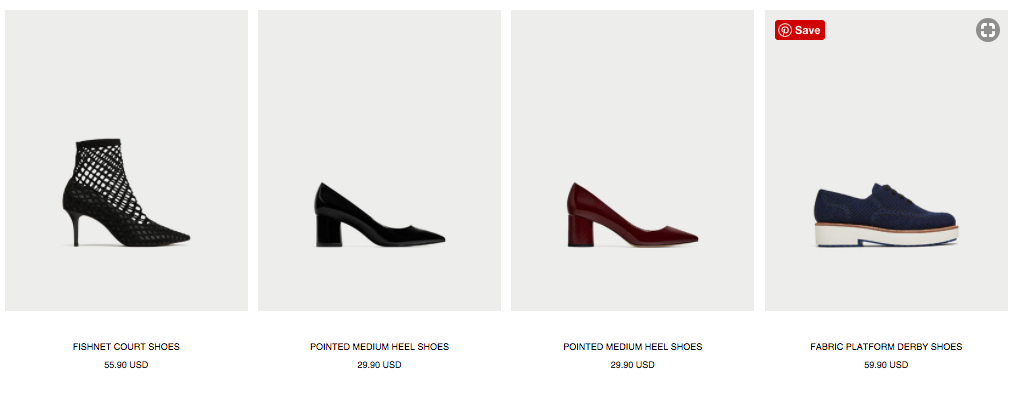 Save
FISHNET COURT SHOES
55.90 USD
POINTED MEDIUM HEEL SHOES
29.90 USD
POINTED MEDIUM HEEL SHOES
29.90 USD
FABRIC PLATFORM DERBY SHOES
59.90 USD